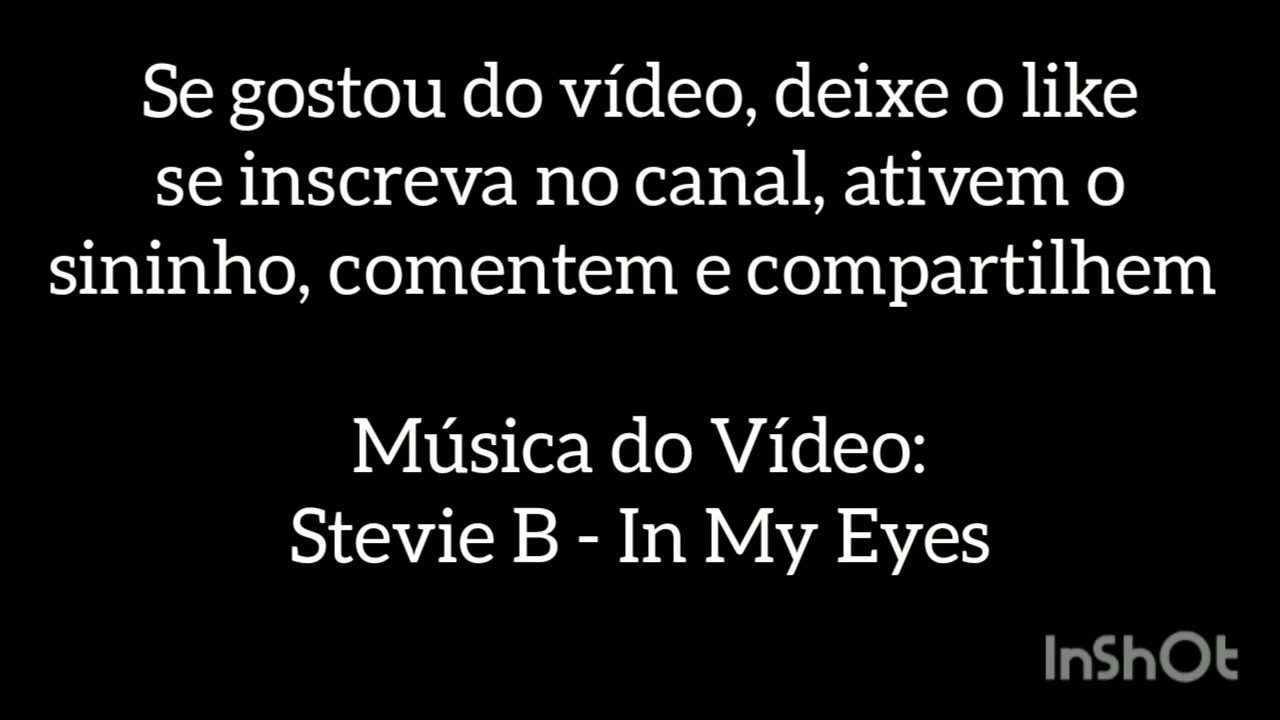 Se gostou do vídeo, deixe o like
se inscreva no canal, ativem o
sininho, comentem e compartilhem
Música do Vídeo:
Stevie B - In My Eyes
InShOt